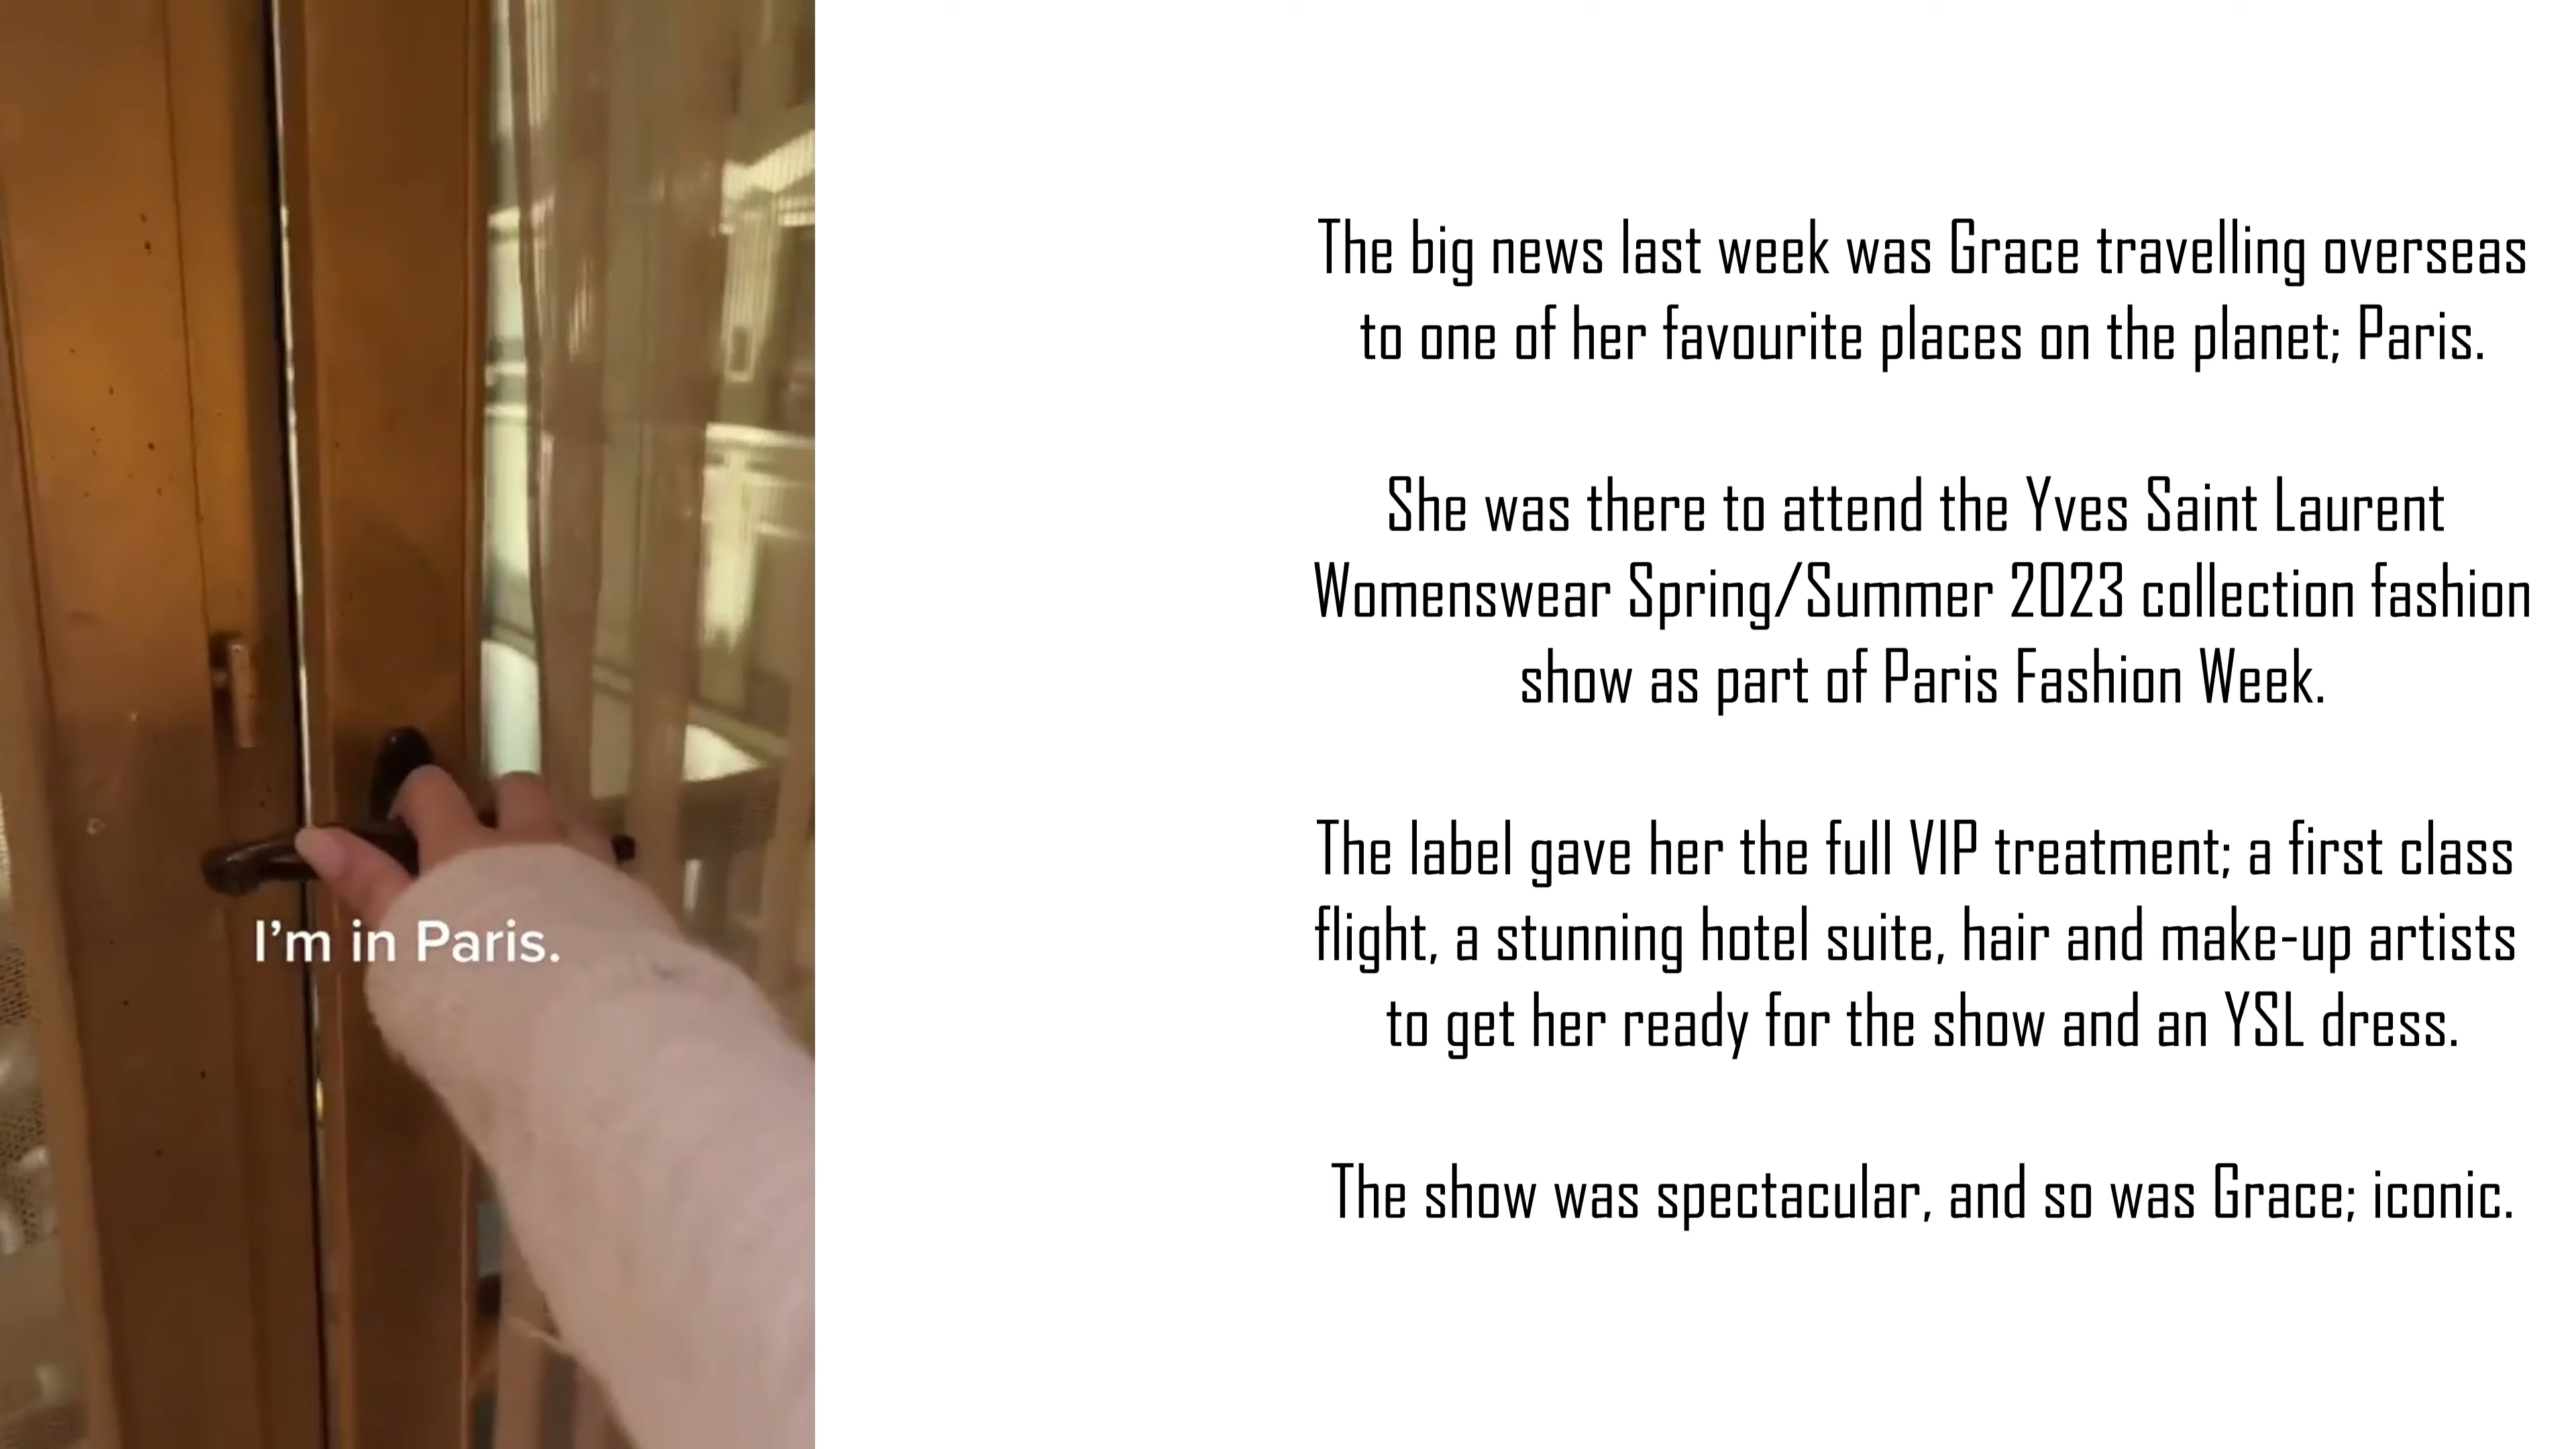 I'm in Paris.
The big news last week was Grace travelling overseas
to one of her favourite places on the planet; Paris.
She was there to attend the Yves Saint Laurent
Womenswear Spring/Summer 2023 collection fashion
show as part of Paris Fashion Week.
The label gave her the full VIP treatment; a first class
flight, a stunning hotel suite, hair and make-up artists
to get her ready for the show and an YSL dress.
The show was spectacular, and so was Grace; iconic.